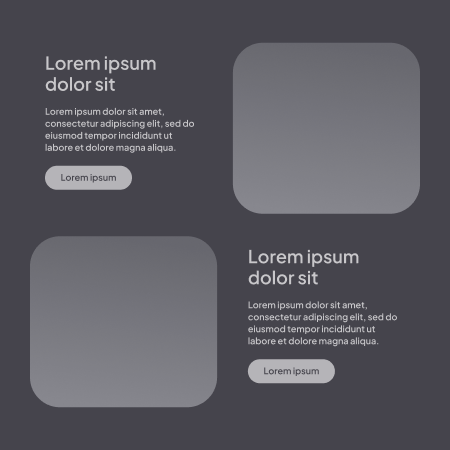 Lorem ipsum
dolor sit
Lorem ipsum dolor sit amet,
consectetur adipiscing elit, sed do
eiusmod tempor incididunt ut
labore et dolore magna aliqua.
Lorem ipsum
Lorem ipsum
dolor sit
Lorem ipsum dolor sit amet,
consectetur adipiscing elit, sed do
eiusmod tempor incididunt ut
labore et dolore magna aliqua.
Lorem ipsum